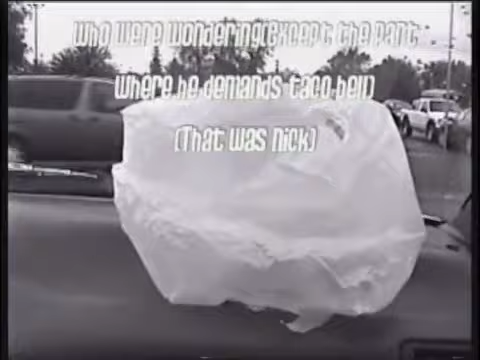 who were wondering(Except the part
where he demands taco bell)
(That was nick)